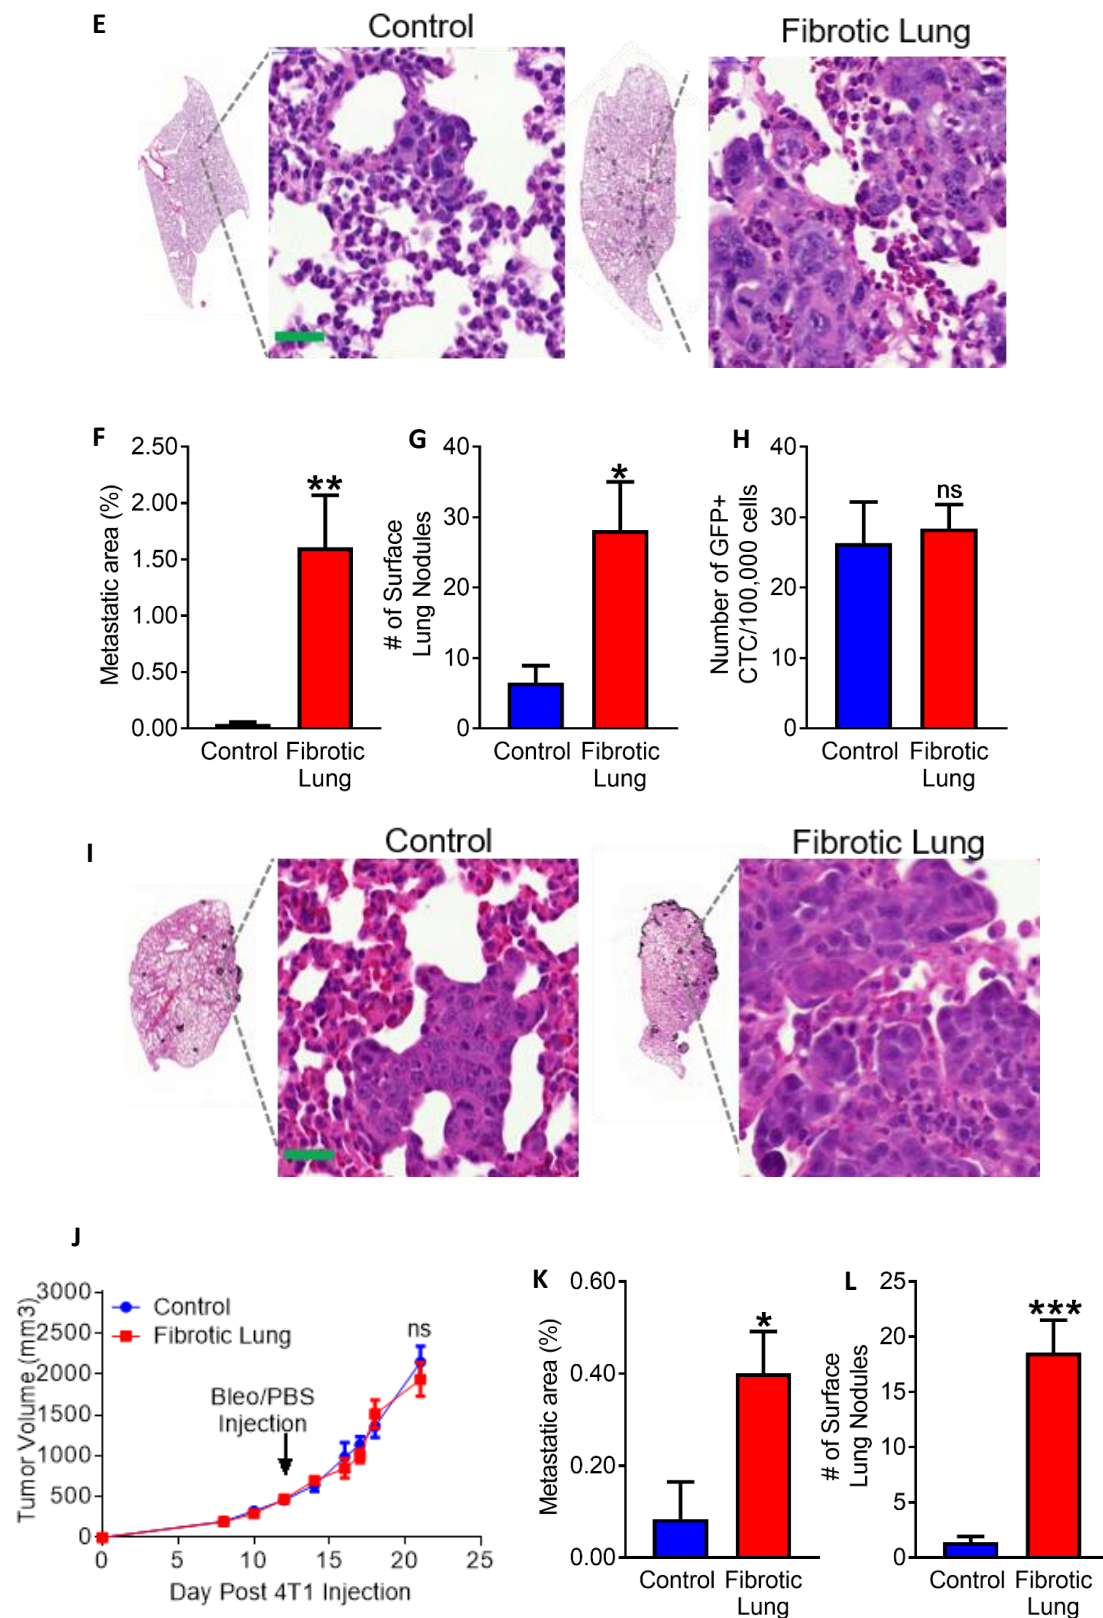 E
Control
Fibrotic Lung
F
2.50
2.00
1.50
1.00
0.50
0.00
Metastatic area (%)
**
Control
Fibrotic
Lung
G
40
30
20
10
0
# of Surface
Lung Nodules
*
Control
Fibrotic
Lung
H
40
30
20
10
0
Number of GFP+
CTC/100,000 cells
ns
Control
Fibrotic
Lung
I
Control
Fibrotic Lung
J
3000
2500
2000
1500
1000
500
0
Tumor Volume (mm3)
Control
Fibrotic Lung
ns
Bleo/PBS
Injection
0
5
10
15
20
25
Day Post 4T1 Injection
K
0.60
0.40
0.20
0.00
Metastatic area (%)
*
Control
Fibrotic
Lung
L
25
20
15
10
5
0
# of Surface
Lung Nodules
***
Control
Fibrotic
Lung